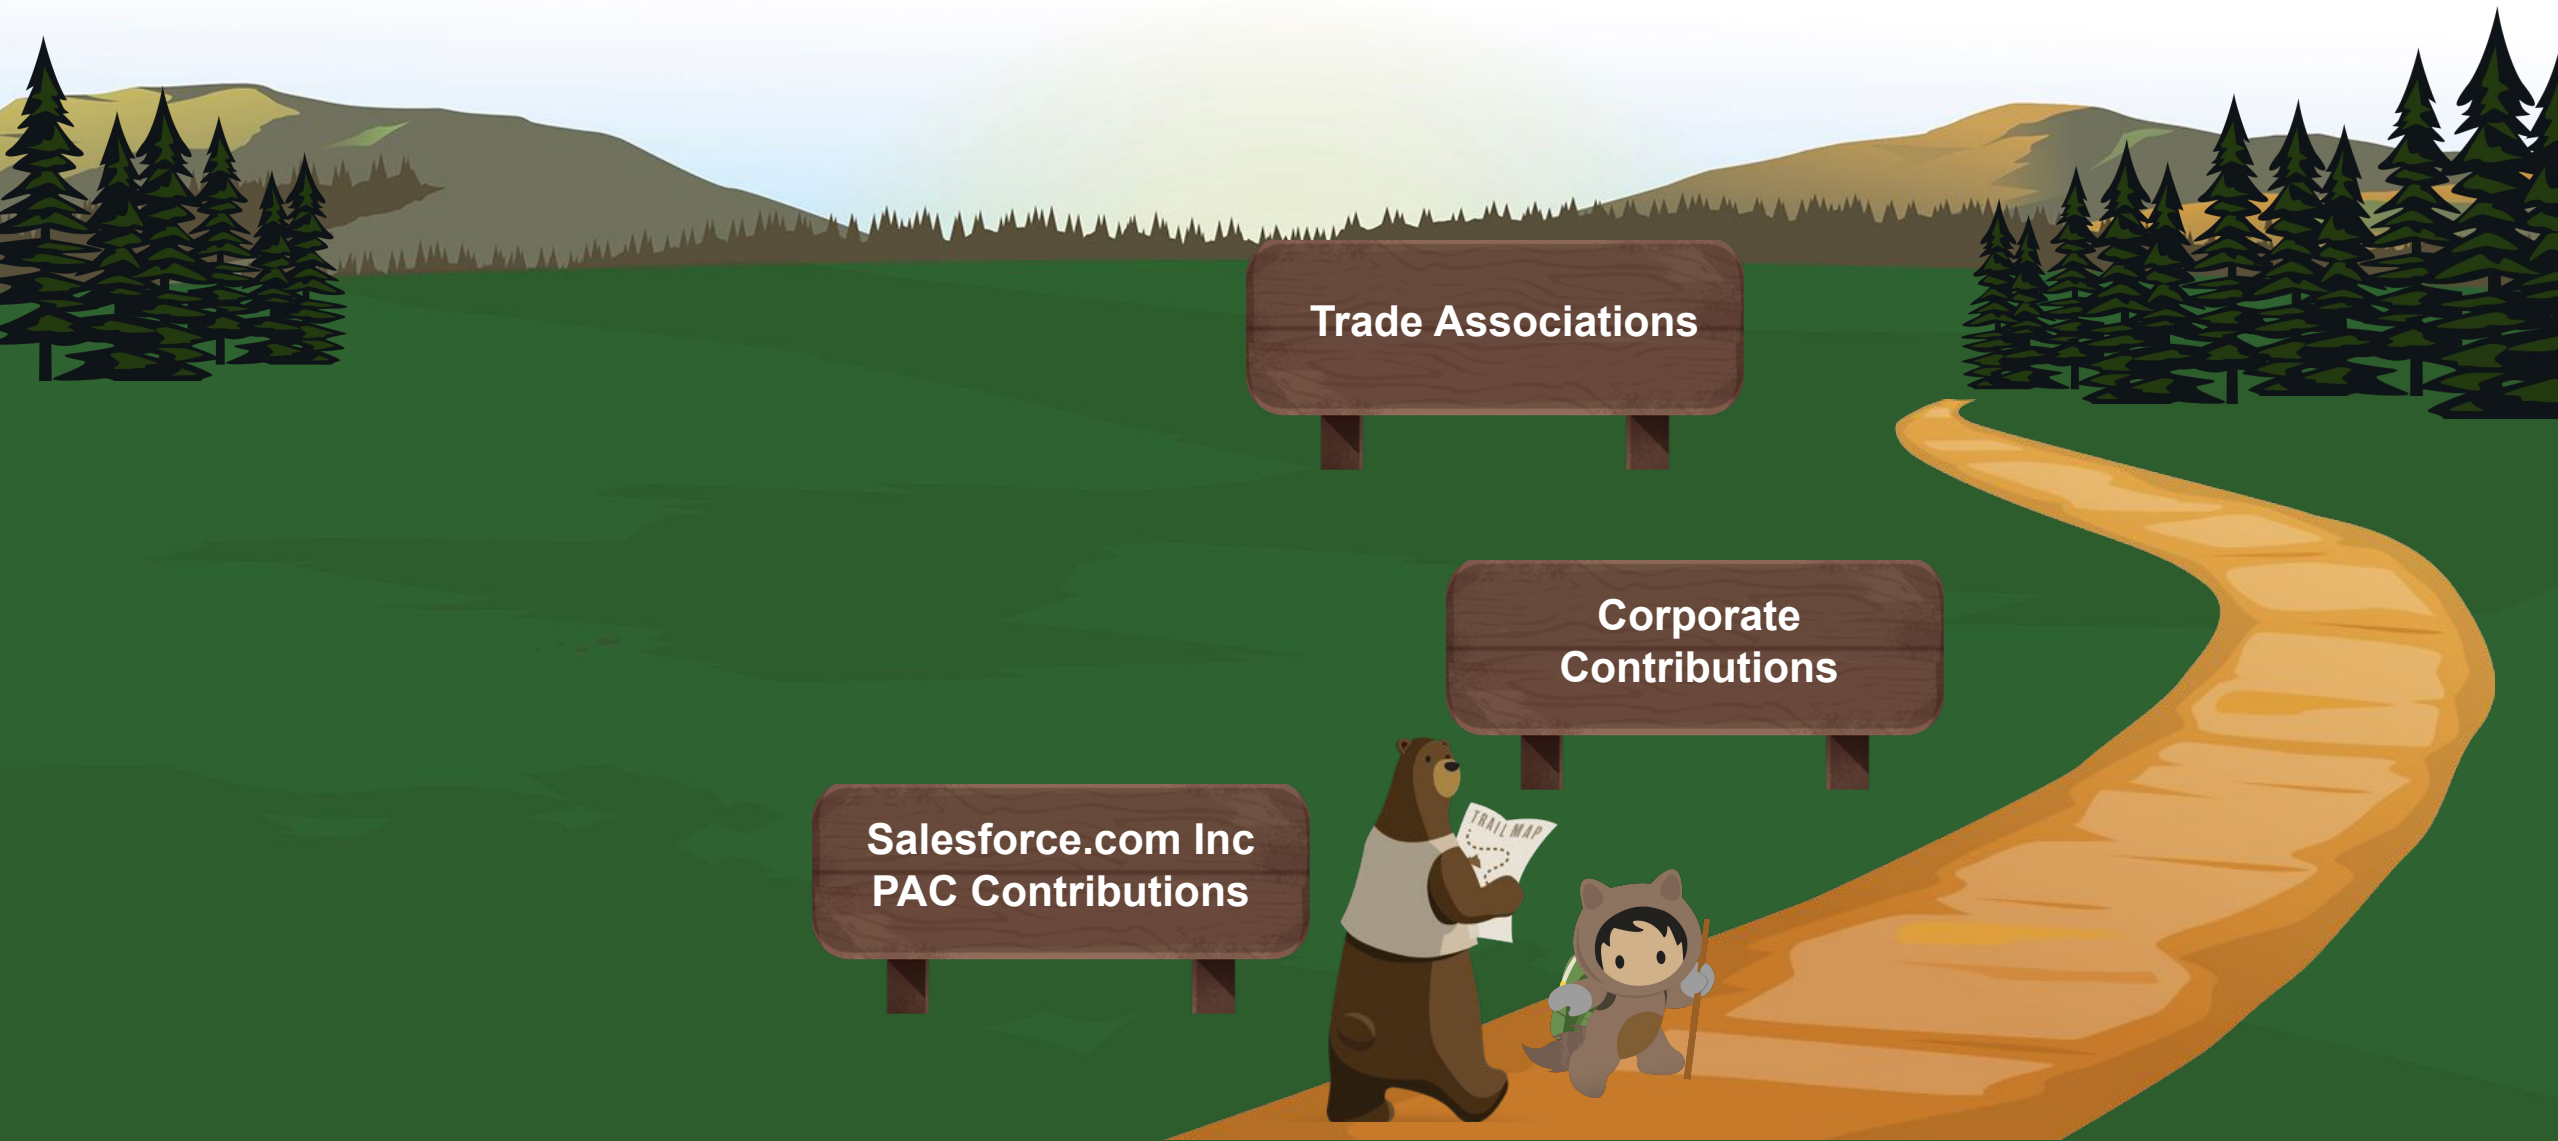 Trade Associations
Corporate
Contributions
Salesforce.com Inc
PAC Contributions
TRAIL MAP